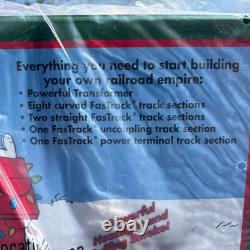 Everything you need to start building
your own railroad empire:
• Powerful Transformer
• Eight curved FasTrack® track sections
• Two straight FasTrack® track sections
• One FasTrack® uncoupling track section
• One FasTrack® power terminal track section